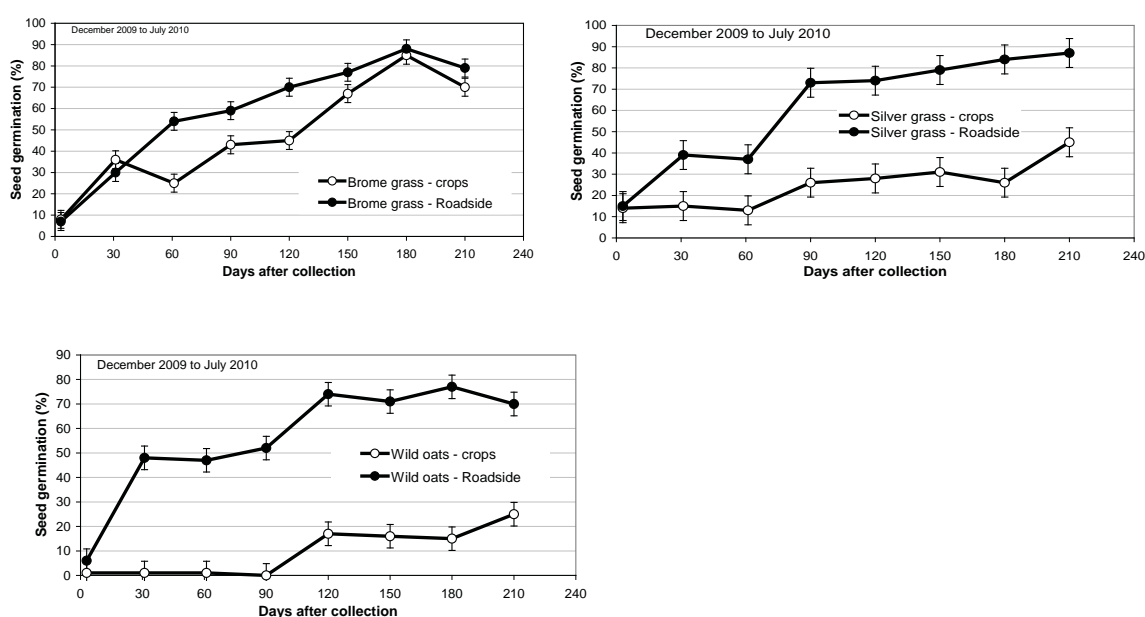 December 2009 to July 2010
Seed germination (%)
100
90
80
70
60
50
40
30
20
10
0
Brome grass - crops
Brome grass - Roadside
0 30 60 90 120 150 180 210 240
Days after collection
December 2009 to July 2010
Seed germination (%)
100
90
80
70
60
50
40
30
20
10
0
Silver grass - crops
Silver grass - Roadside
0 30 60 90 120 150 180 210 240
Days after collection
December 2009 to July 2010
Seed germination (%)
90
80
70
60
50
40
30
20
10
0
Wild oats - crops
Wild oats - Roadside
0 30 60 90 120 150 180 210 240
Days after collection